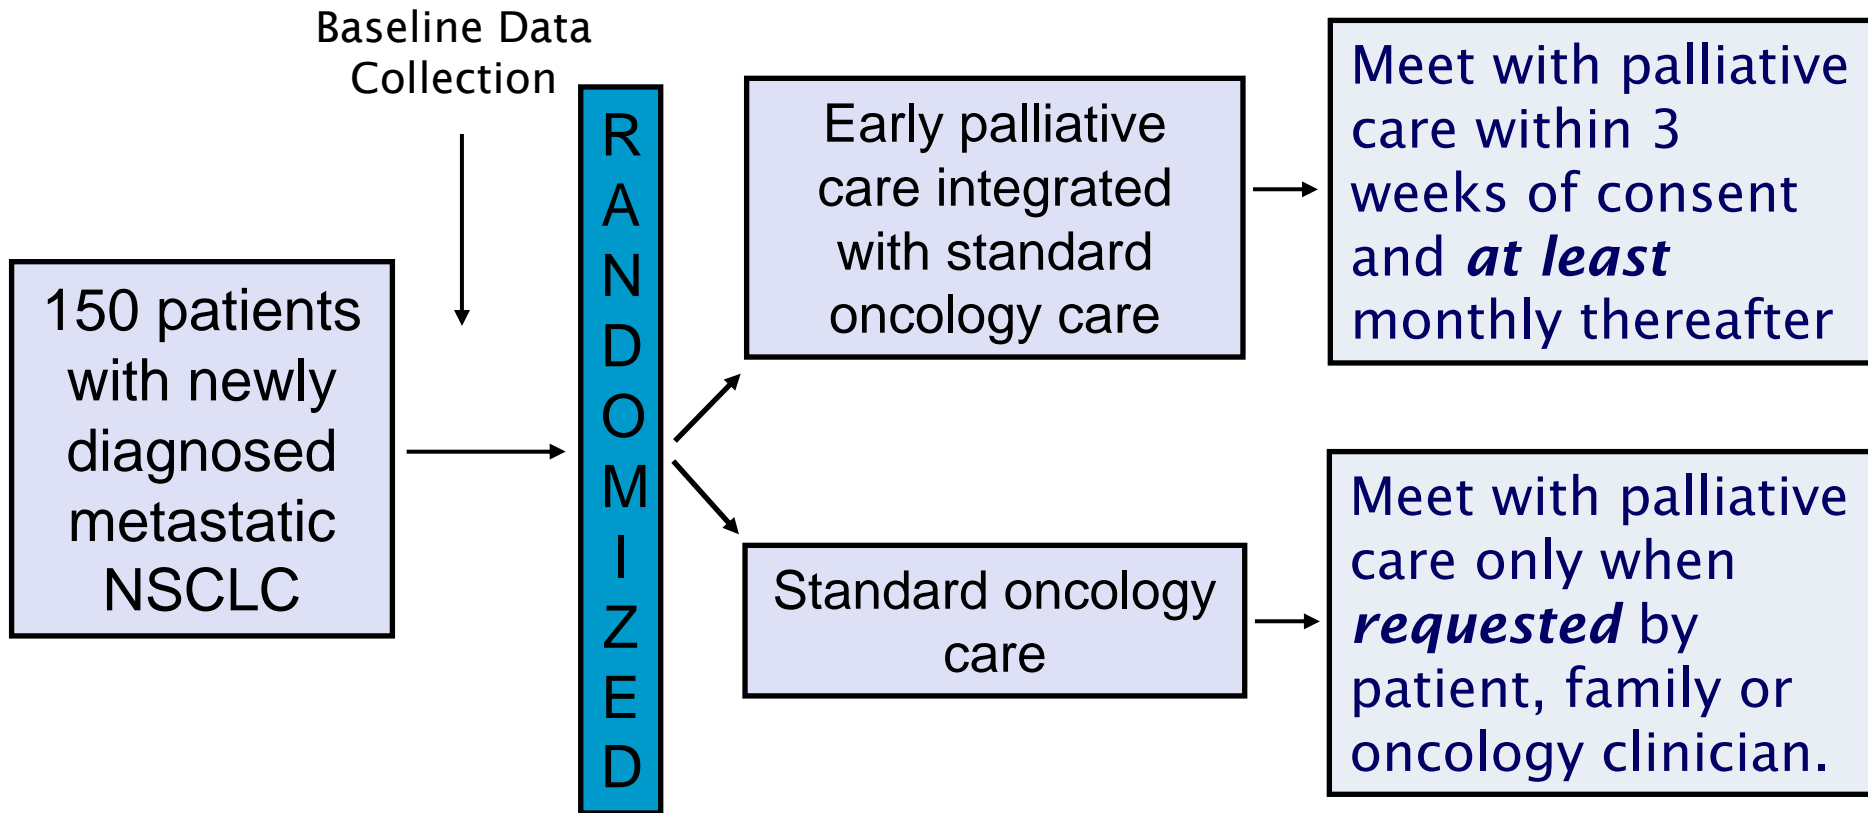 Baseline Data
Collection
150 patients
with newly
diagnosed
metastatic
NSCLC
R
A
N
D
O
M
I
Z
E
D
Early palliative
care integrated
with standard
oncology care
Meet with palliative
care within 3
weeks of consent
and at least
monthly thereafter
Standard oncology
care
Meet with palliative
care only when
requested by
patient, family or
oncology clinician.